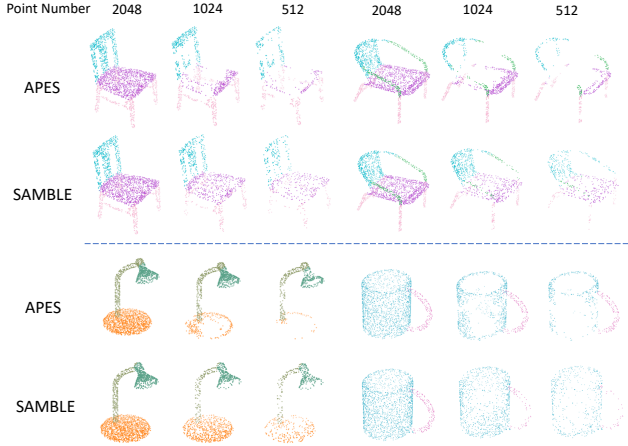 Point Number 2048 1024 512 2048 1024 512
APES
SAMBLE
APES
SAMBLE